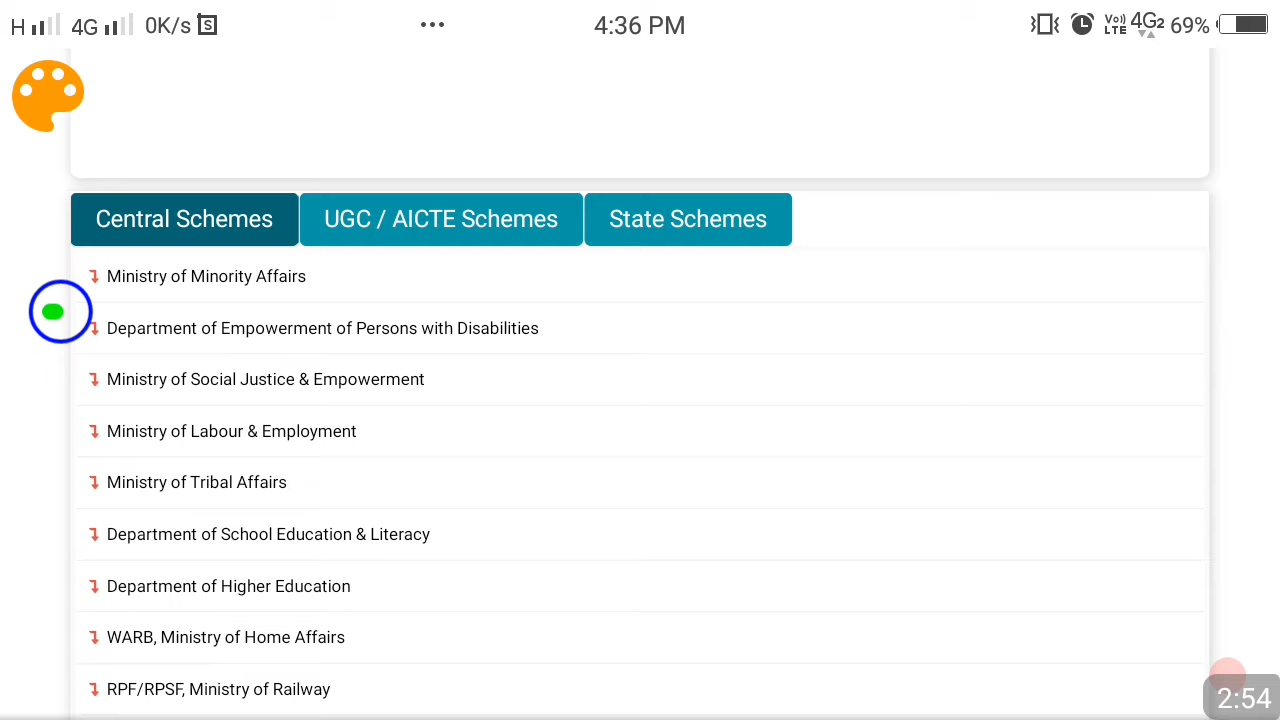 H 4G 0K/s S ••• 4:36 PM Vo) LTE 4G2 69%
Central Schemes UGC / AICTE Schemes State Schemes
Ministry of Minority Affairs
Department of Empowerment of Persons with Disabilities
Ministry of Social Justice & Empowerment
Ministry of Labour & Employment
Ministry of Tribal Affairs
Department of School Education & Literacy
Department of Higher Education
WARB, Ministry of Home Affairs
RPF/RPSF, Ministry of Railway
2:54